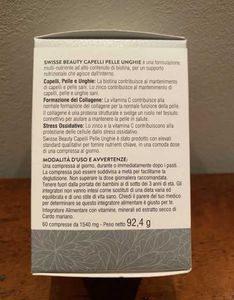 SWISSE BEAUTY CAPELLI PELLE UNGHIE è una formulazione
multi-nutriente ad alto contenuto di biotina, per un supporto
nutrizionale che agisce dall'interno.
Capelli, Pelle e Unghie: La biotina contribuisce al mantenimento
di capelli e pelle sani. Lo zinco contribuisce al mantenimento di
capelli e unghie sani.
Formazione del Collagene: La vitamina C contribuisce alla
normale formazione del collagene per la normale funzione della pelle. Il
collagene è una proteina strutturale e svolge un ruolo nel tessuto
connettivo per aiutare a mantenere la pelle in salute.
Stress Ossidativo: Lo zinco e la vitamina C contribuiscono alla
protezione delle cellule dallo stress ossidativo.
Swisse Beauty Capelli Pelle Unghie è stato prodotto con elevati
standard qualitativi per fornire nutrienti chiave, in una comoda dose
di una compressa al giorno.
MODALITÀ D'USO E AVVERTENZE:
Una compressa al giorno, durante o immediatamente dopo i pasti.
La compressa può essere suddivisa a metà per facilitarne la
deglutizione. Non superare la dose giornaliera raccomandata.
Tenere fuori dalla portata dei bambini al di sotto dei 3 anni di età. Gli
integratori non vanno intesi come sostituti di una dieta varia ed
equilibrata e di uno stile di vita sano. Chiedi il parere del tuo medico
per determinare se questo integratore alimentare è giusto per te.
Integratore Alimentare con vitamine, minerali ed estratto secco di
Cardo mariano.
60 compresse da 1540 mg - Peso netto 92,4 g